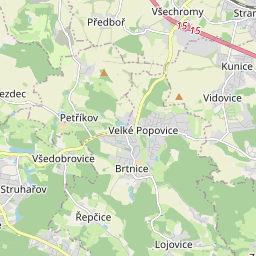 Všechromy
Předboř
Stran
15
15
Kunice
ezdec
Vidovice
Petříkov
Velké Popovice
Všedobrovice
Brtnice
Struhařov
Řepčice
Lojovice